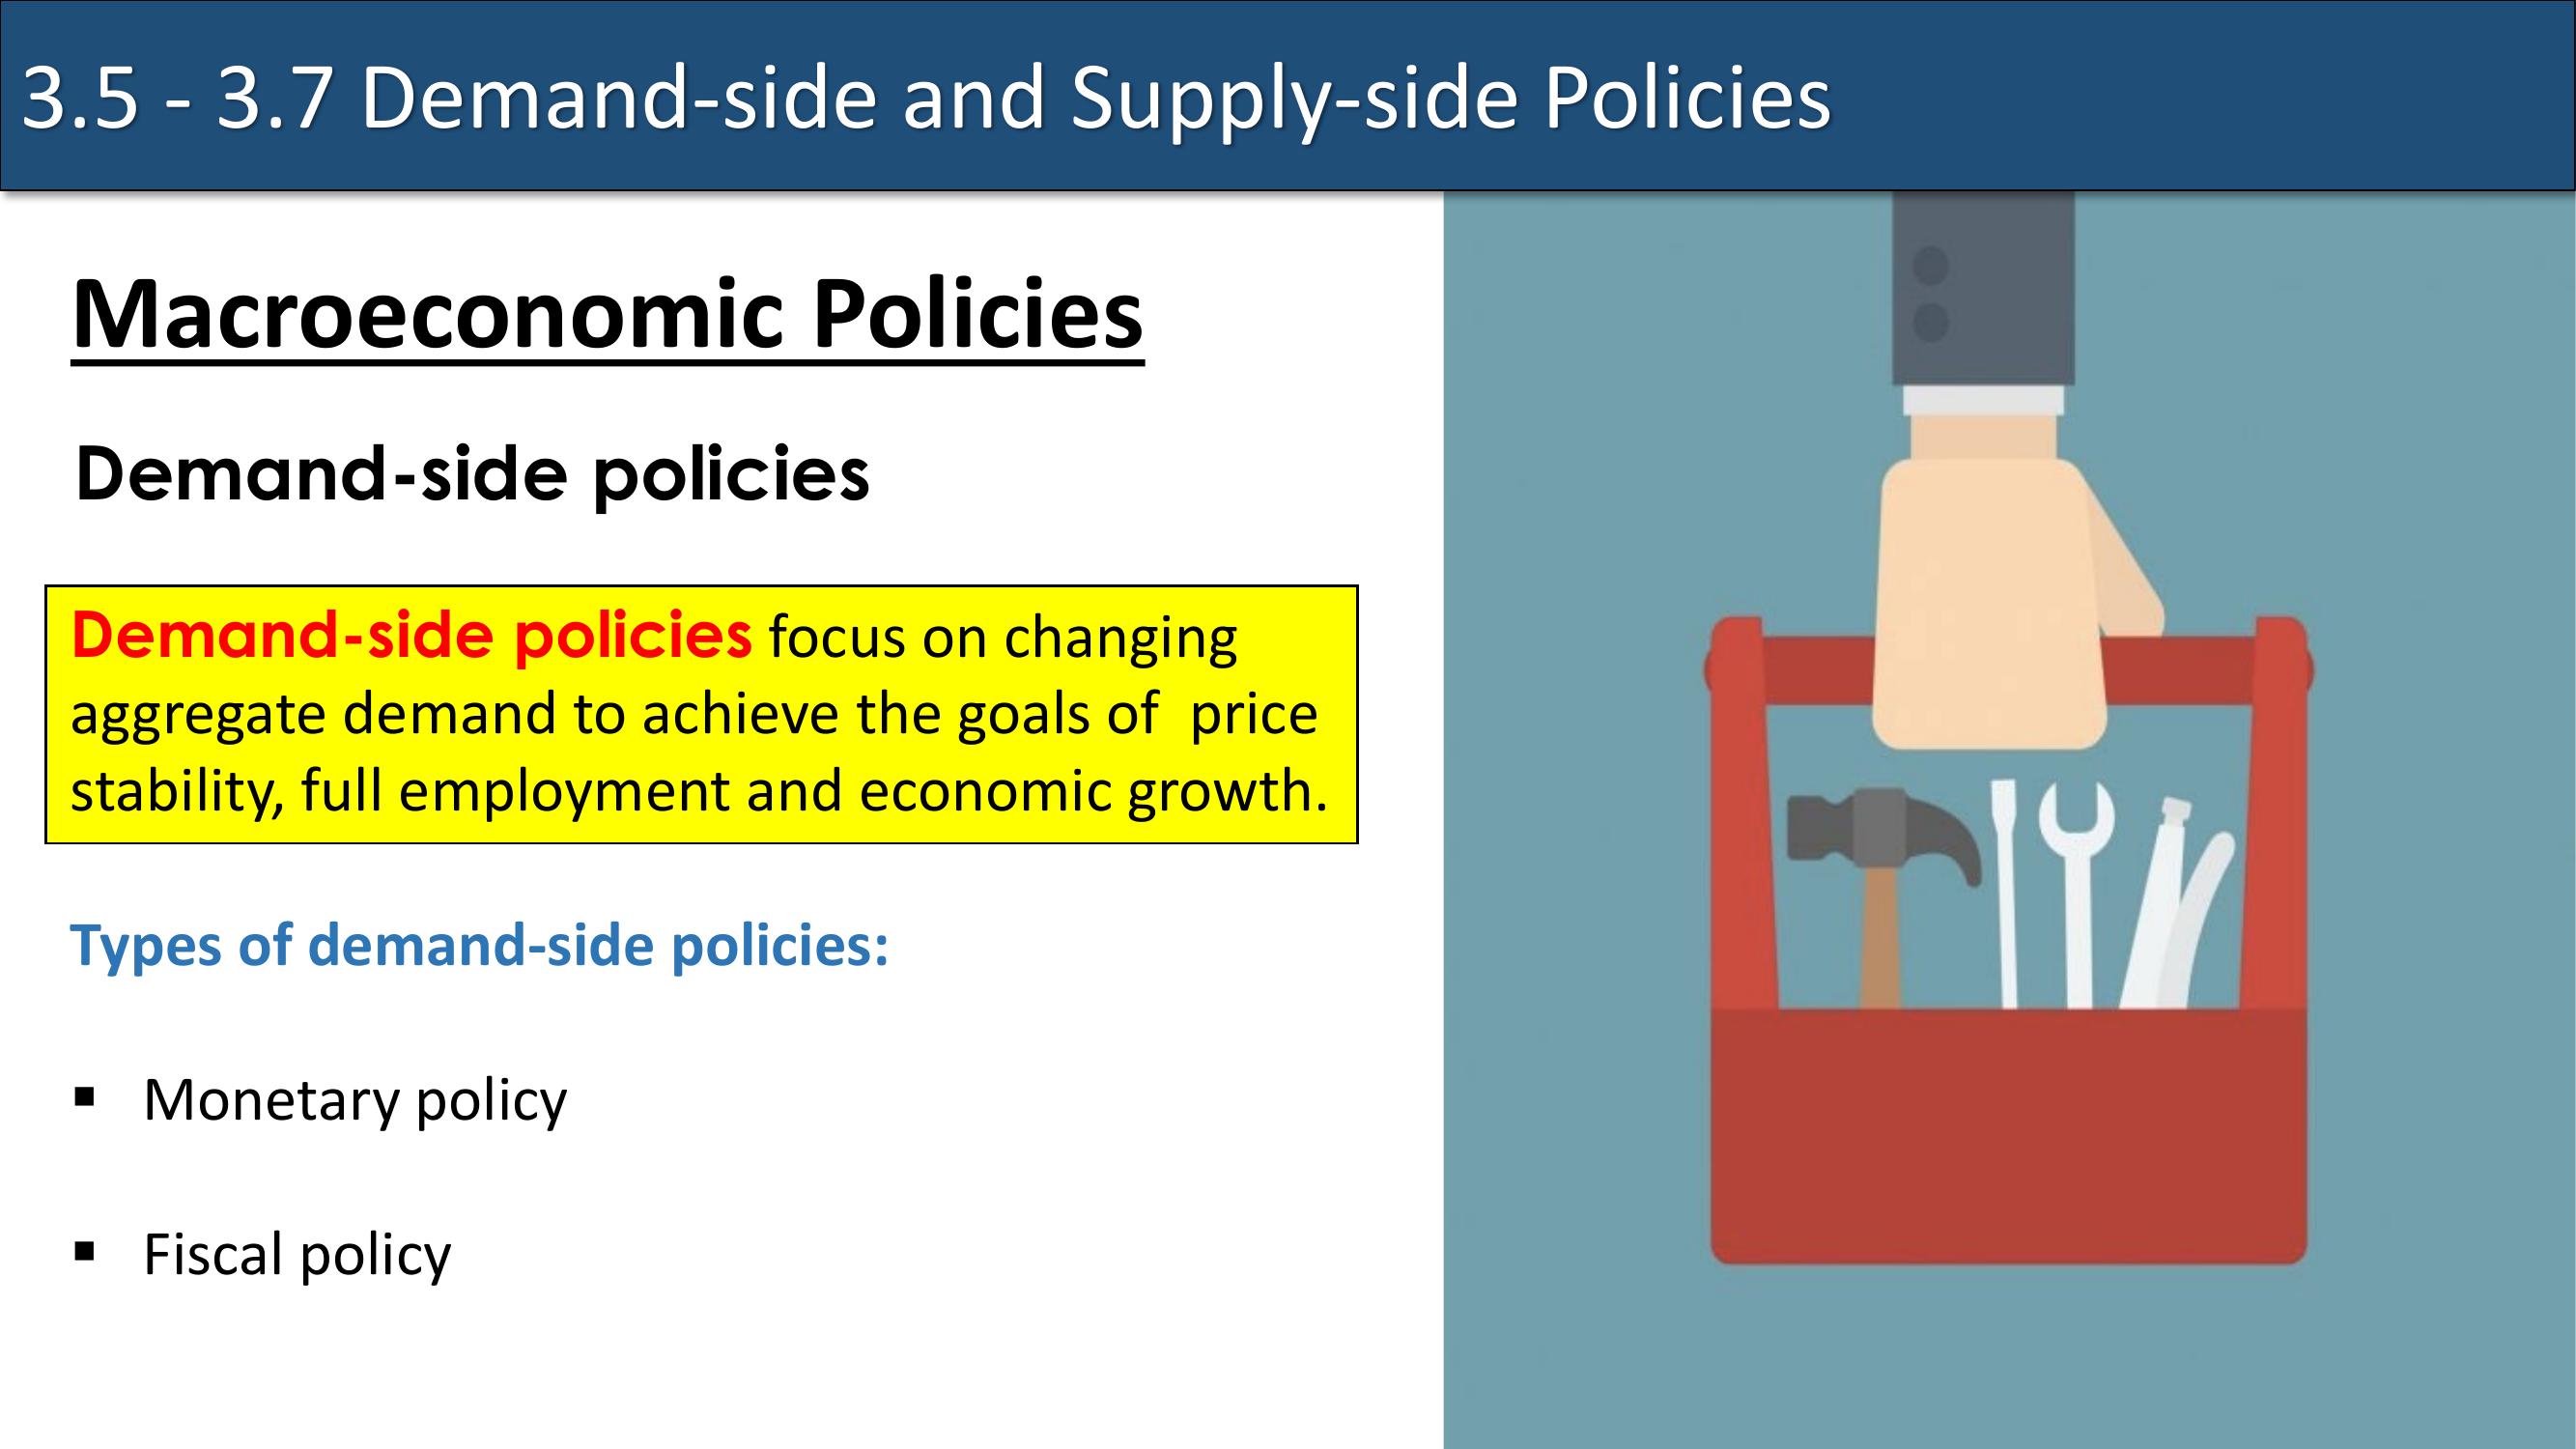 3.5 - 3.7 Demand-side and Supply-side Policies
Macroeconomic Policies
Demand-side policies
Demand-side policies focus on changing
aggregate demand to achieve the goals of  price
stability, full employment and economic growth.
Types of demand-side policies:
▪ Monetary policy
▪ Fiscal policy